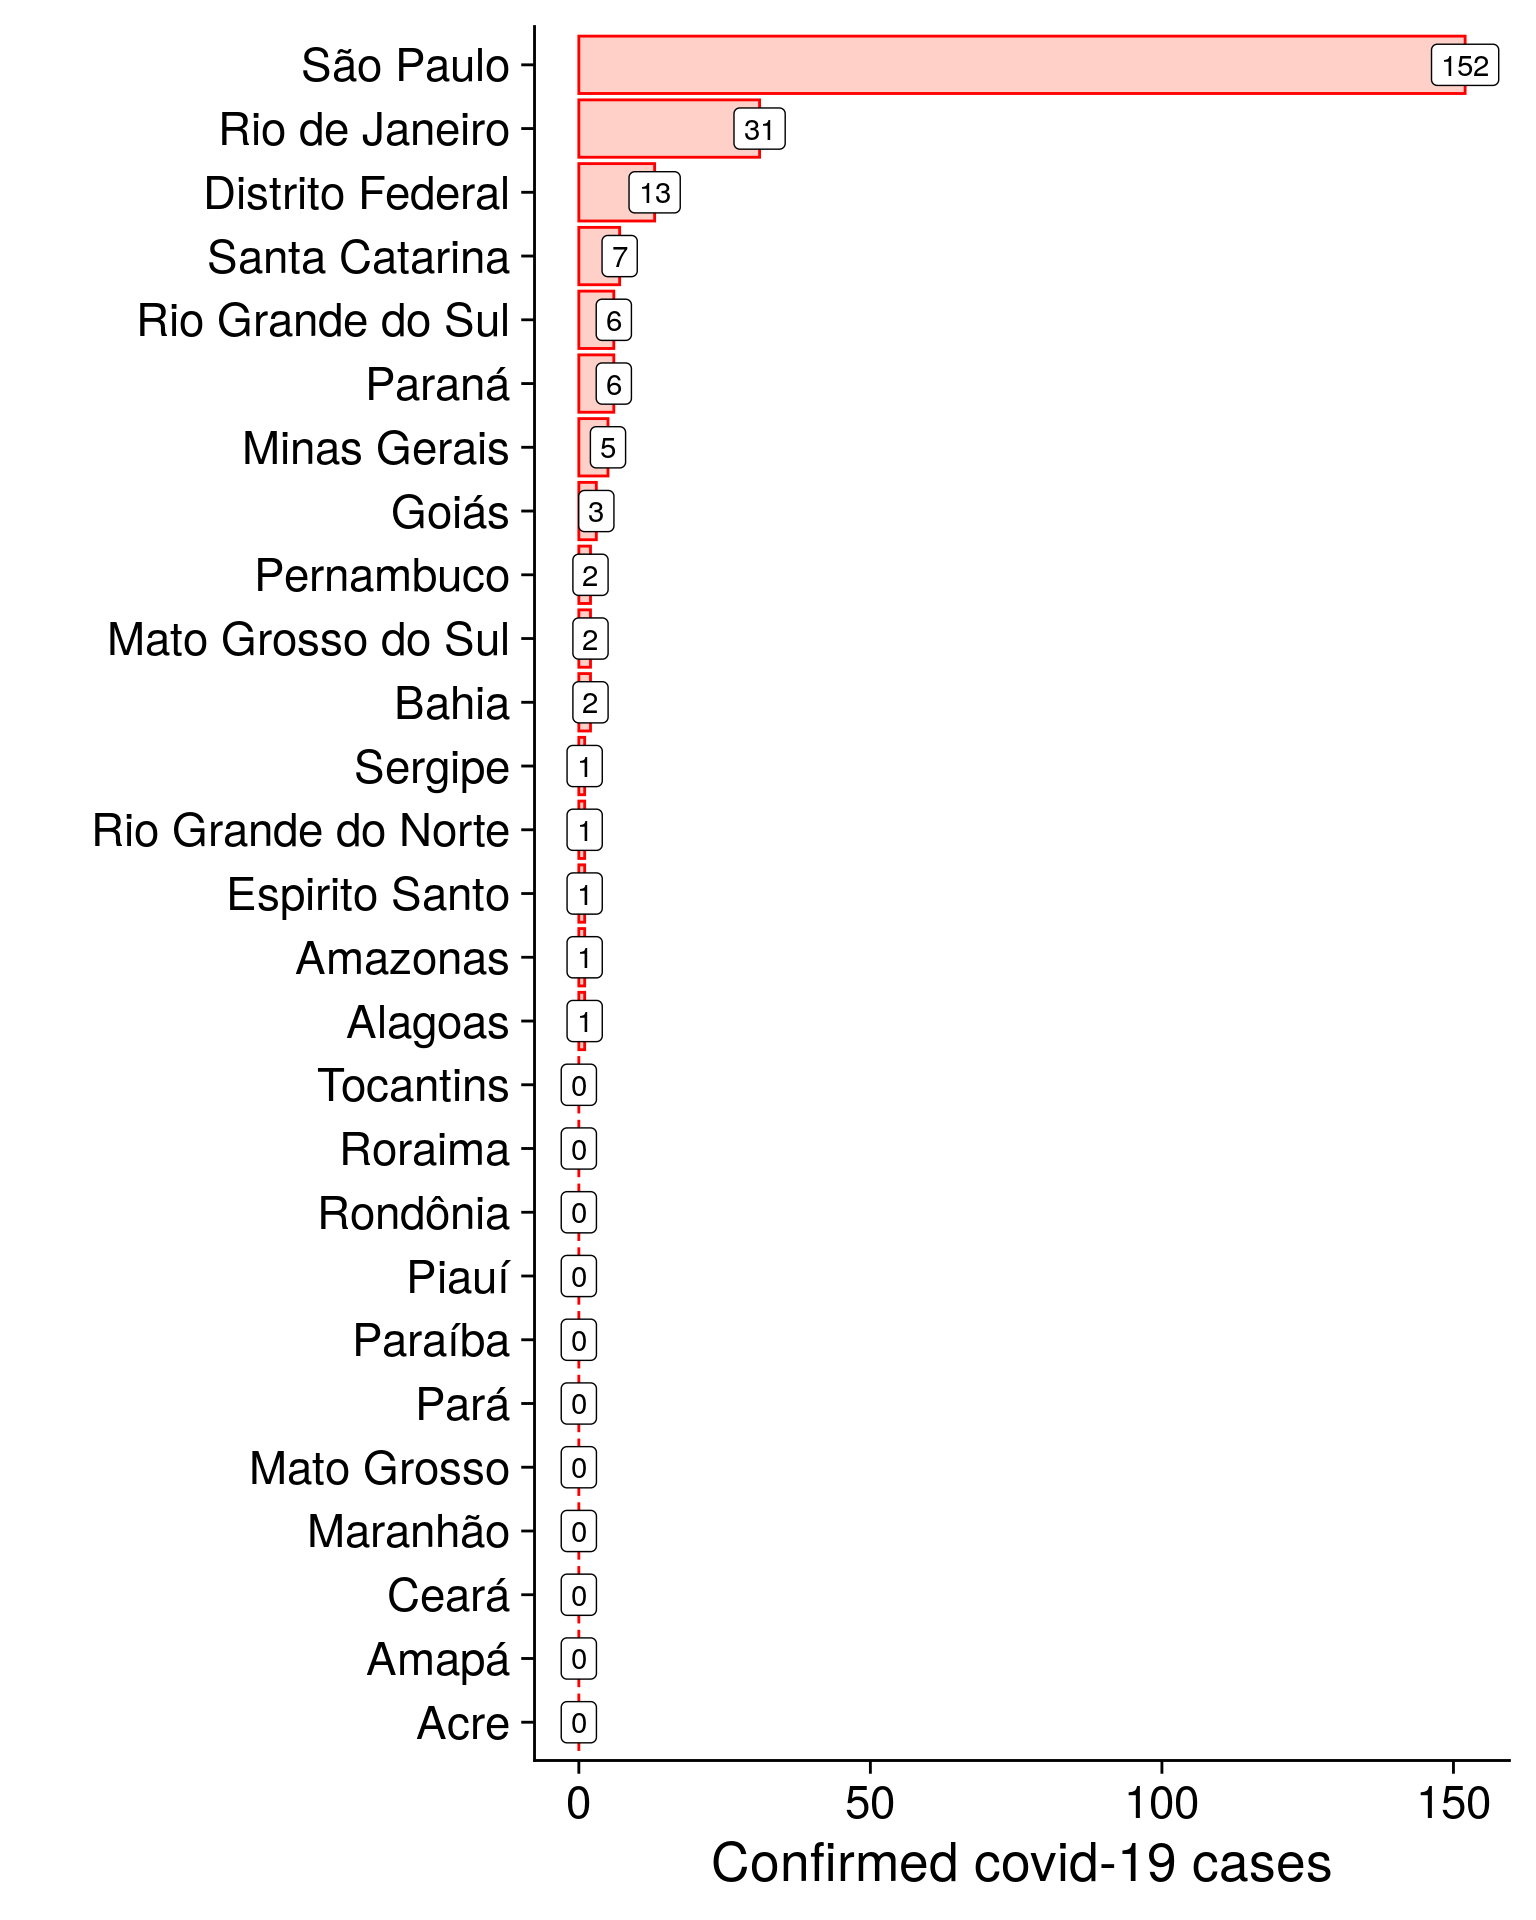 São Paulo 152
Rio de Janeiro 31
Distrito Federal 13
Santa Catarina 7
Rio Grande do Sul 6
Paraná 6
Minas Gerais 5
Goiás 3
Pernambuco 2
Mato Grosso do Sul 2
Bahia 2
Sergipe 1
Rio Grande do Norte 1
Espirito Santo 1
Amazonas 1
Alagoas 1
Tocantins 0
Roraima 0
Rondônia 0
Piauí 0
Paraíba 0
Pará 0
Mato Grosso 0
Maranhão 0
Ceará 0
Amapá 0
Acre 0
0 50 100 150
Confirmed covid-19 cases